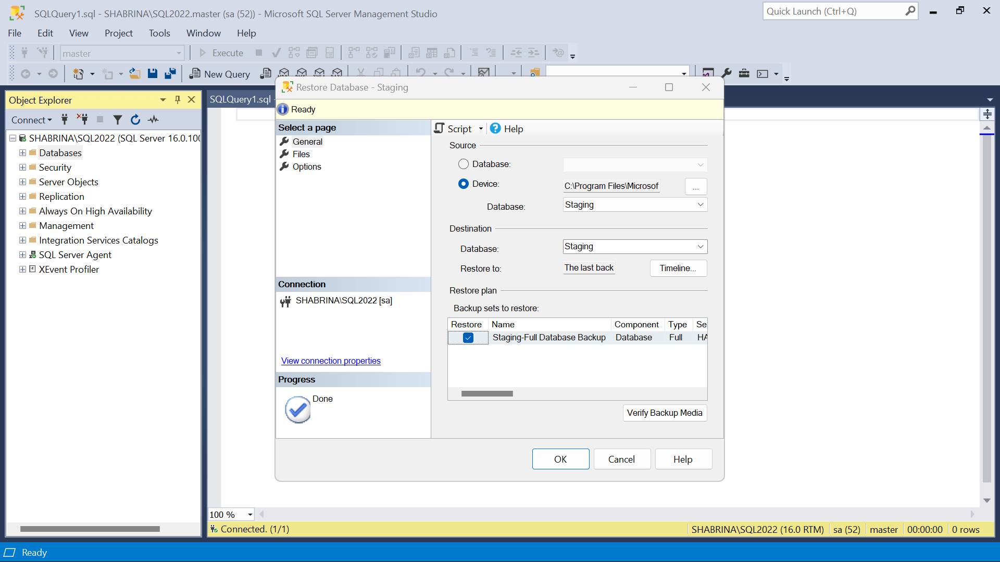 SQLQuery1.sql - SHABRINA\SQL2022.master (sa (52)) - Microsoft SQL Server Management Studio
Quick Launch (Ctrl+Q)
File Edit View Project Tools Window Help
master Execute
New Query
Object Explorer
Connect
SHABRINA\SQL2022 (SQL Server 16.0.100
Databases
Security
Server Objects
Replication
Always On High Availability
Management
Integration Services Catalogs
SQL Server Agent
XEvent Profiler
SQLQuery1.sql -
Restore Database - Staging
Ready
Select a page
General
Files
Options
Connection
SHABRINA\SQL2022 [sa]
View connection properties
Progress
Done
Script Help
Source
Database:
Device: C:\Program Files\Microsof ...
Database: Staging
Destination
Database: Staging
Restore to: The last back Timeline...
Restore plan
Backup sets to restore:
Restore Name Component Type Se
Staging-Full Database Backup Database Full HA
Verify Backup Media
OK Cancel Help
100 %
Connected. (1/1) SHABRINA\SQL2022 (16.0 RTM) sa (52) master 00:00:00 0 rows
Ready